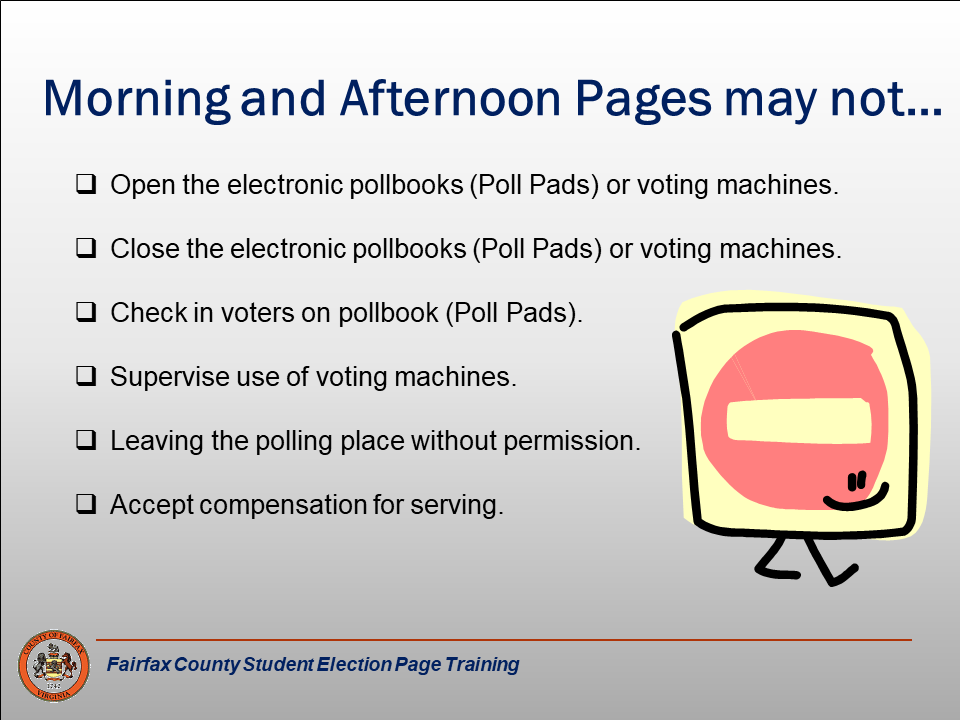 Morning and Afternoon Pages may not...
Open the electronic pollbooks (Poll Pads) or voting machines.
Close the electronic pollbooks (Poll Pads) or voting machines.
Check in voters on pollbook (Poll Pads).
Supervise use of voting machines.
Leaving the polling place without permission.
Accept compensation for serving.
COUNTY OF FAIRFAX
1742
VIRGINIA
Fairfax County Student Election Page Training